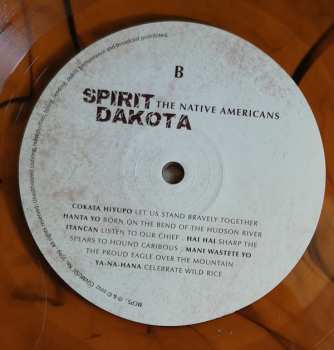 B
SPIRIT THE NATIVE AMERICANS
DAKOTA
COKATA HIYUPO LET US STAND BRAVELY TOGETHER
HANTA YO BORN ON THE BEND OF THE HUDSON RIVER
ITANCAN LISTEN TO OUR CHIEF . HAI HAI SHARP THE
SPEARS TO HOUND CARIBOUS . MANI WASTETE YO
THE PROUD EAGLE OVER THE MOUNTAIN
YA-NA-HANA CELEBRATE WILD RICE